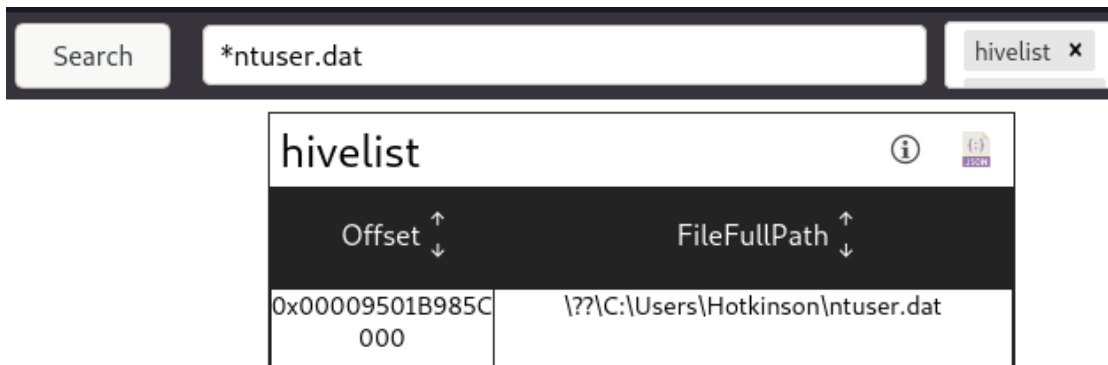 Search
*ntuser.dat
hivelist ×
hivelist
{:}
JSON
Offset
FileFullPath
0x00009501B985C
000
\??\C:\Users\Hotkinson\ntuser.dat